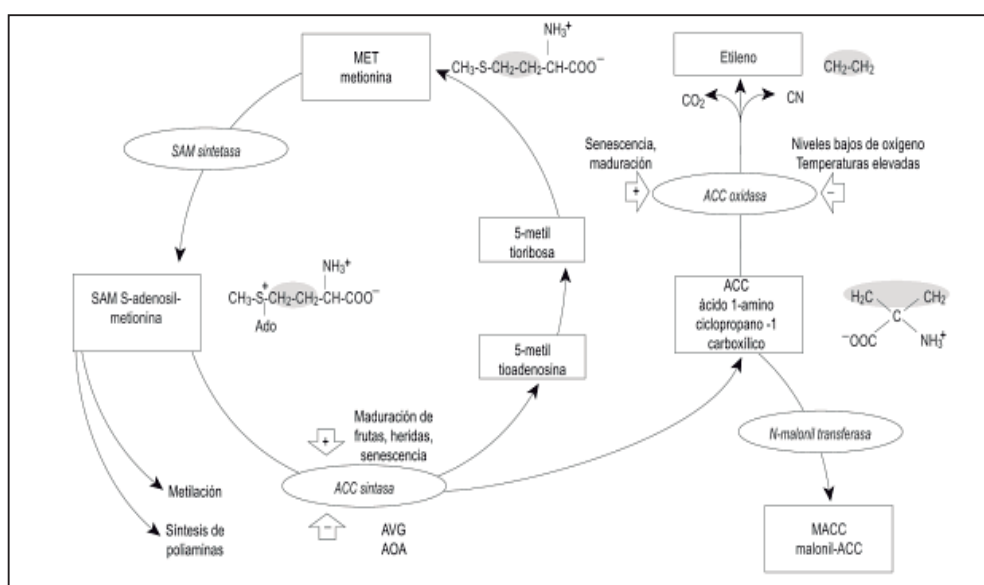 MET
metionina
NH₃⁺
CH₃-S-CH₂-CH₂-CH-COO⁻
Etileno
CH₂-CH₂
CO₂
CN
SAM sintetasa
Senescencia,
maduración
+
ACC oxidasa
Niveles bajos de oxígeno
Temperaturas elevadas
−
5-metil
tioribosa
SAM S-adenosil-
metionina
NH₃⁺
+
CH₃-S-CH₂-CH₂-CH-COO⁻
Ado
ACC
ácido 1-amino
ciclopropano -1
carboxílico
H₂C
CH₂
C
⁻OOC
NH₃⁺
5-metil
tioadenosina
Maduración de
frutas, heridas,
senescencia
+
ACC sintasa
−
AVG
AOA
N-malonil transferasa
Metilación
Síntesis de
poliaminas
MACC
malonil-ACC